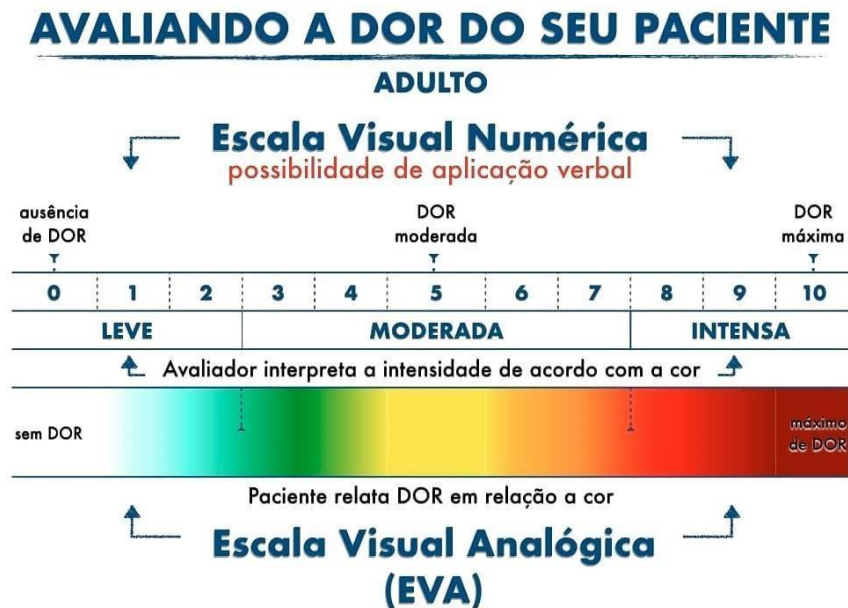 AVALIANDO A DOR DO SEU PACIENTE
ADULTO
Escala Visual Numérica
possibilidade de aplicação verbal
ausência de DOR
DOR moderada
DOR máxima
0 1 2 3 4 5 6 7 8 9 10
LEVE MODERADA INTENSA
Avaliador interpreta a intensidade de acordo com a cor
sem DOR
máximo de DOR
Paciente relata DOR em relação a cor
Escala Visual Analógica
(EVA)